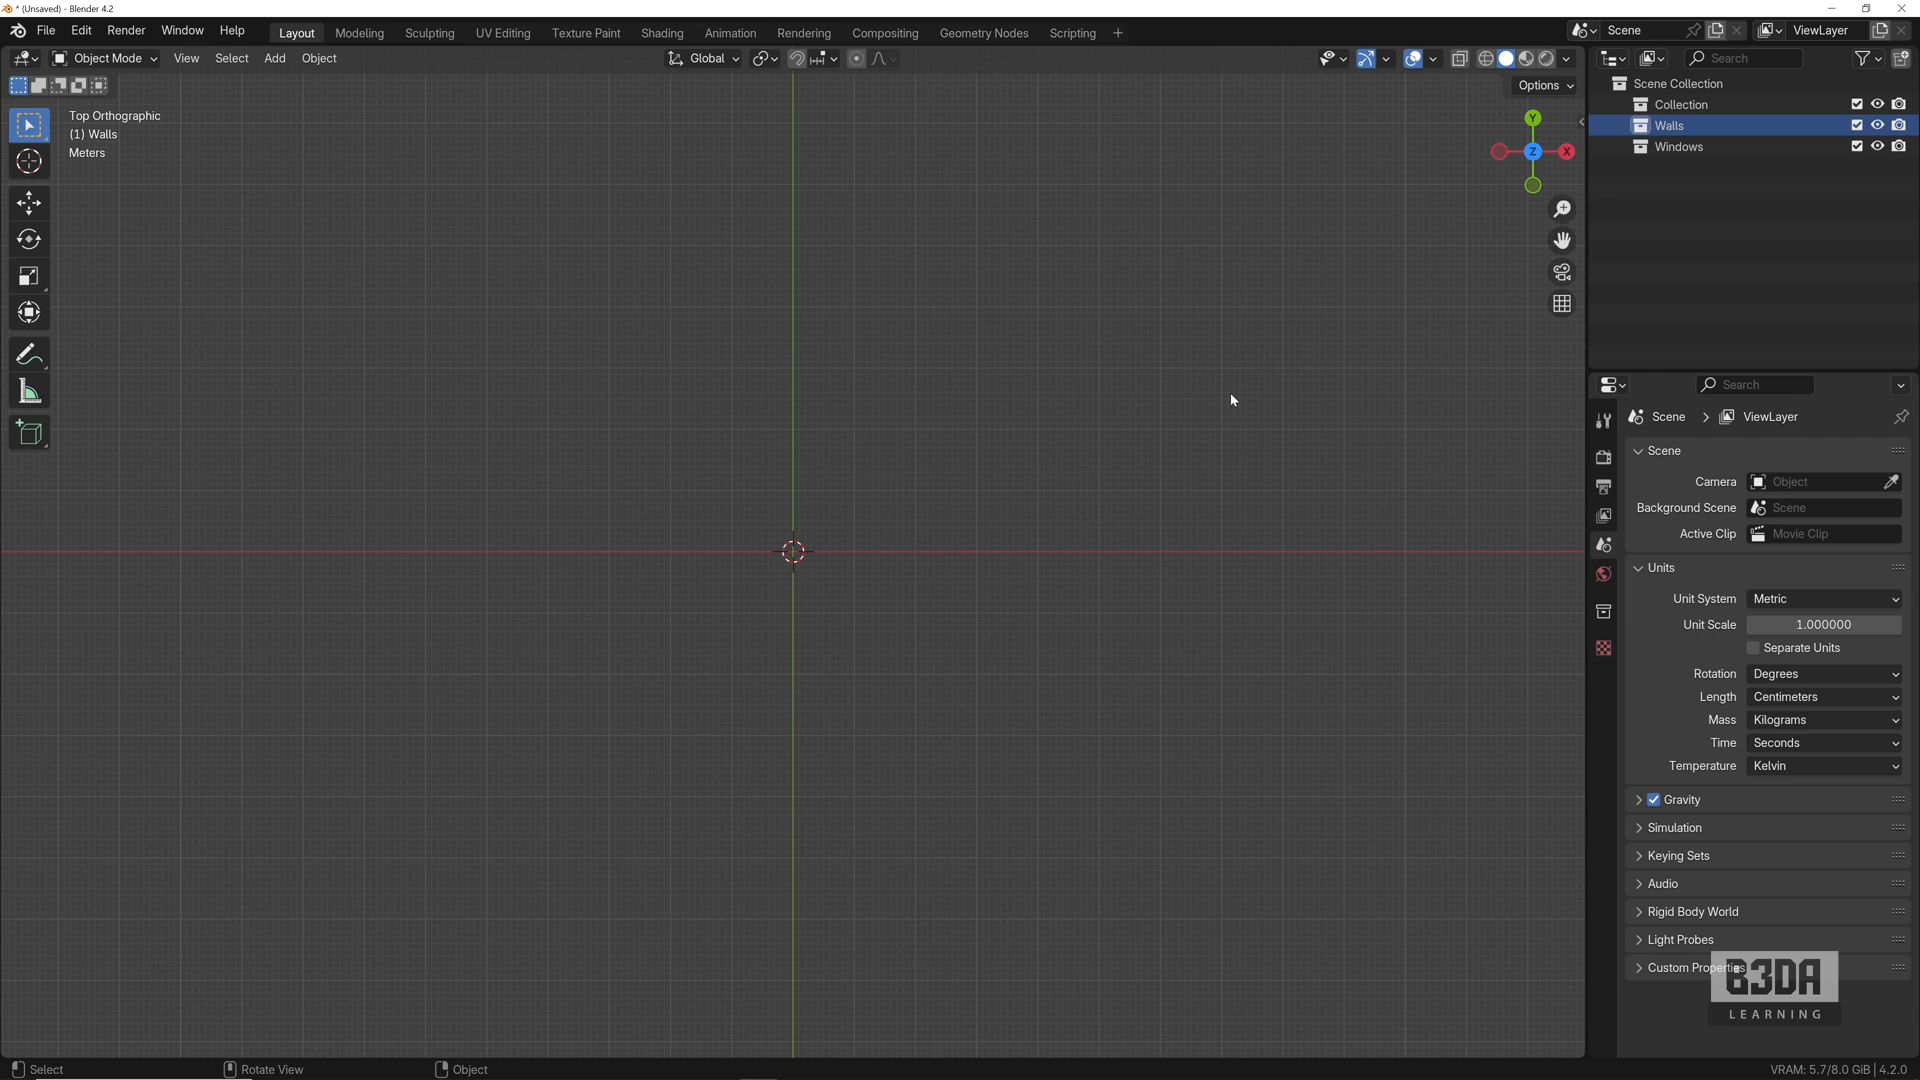 * (Unsaved) - Blender 4.2
File Edit Render Window Help
Layout Modeling Sculpting UV Editing Texture Paint Shading Animation Rendering Compositing Geometry Nodes Scripting +
Scene
ViewLayer
Object Mode View Select Add Object
Global
Search
Options
Top Orthographic
(1) Walls
Meters
Y
Z
X
Scene Collection
Collection
Walls
Windows
Search
Scene > ViewLayer
Scene
Camera Object
Background Scene Scene
Active Clip Movie Clip
Units
Unit System Metric
Unit Scale 1.000000
Separate Units
Rotation Degrees
Length Centimeters
Mass Kilograms
Time Seconds
Temperature Kelvin
Gravity
Simulation
Keying Sets
Audio
Rigid Body World
Light Probes
Custom Properties
B3DA
LEARNING
Select Rotate View Object
VRAM: 5.7/8.0 GiB | 4.2.0